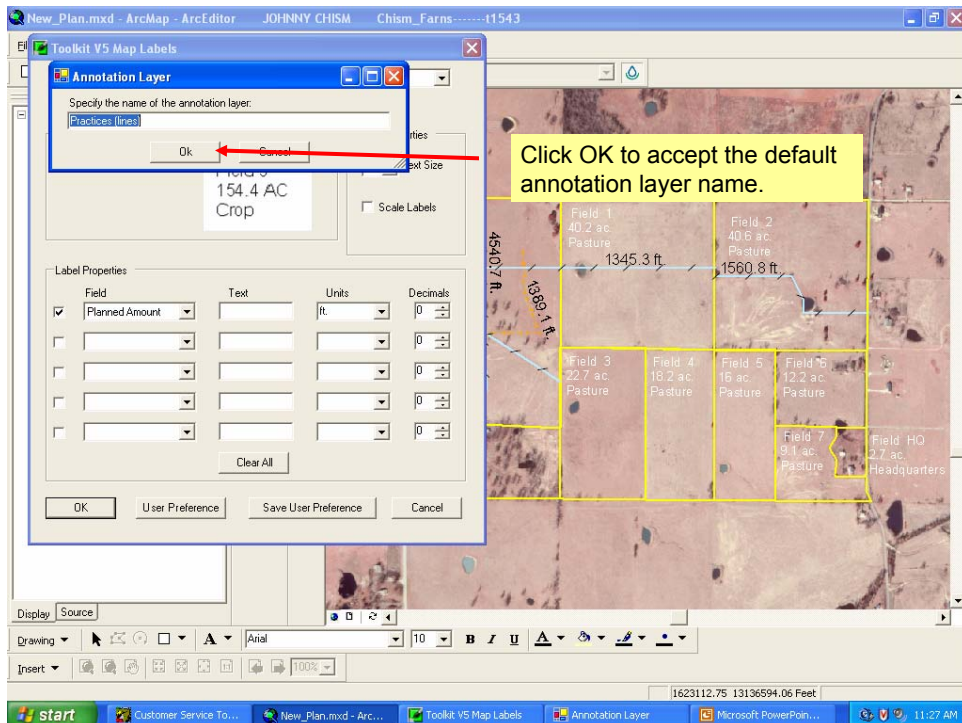 New_Plan.mxd - ArcMap - ArcEditor JOHNNY CHISM Chism_Farns-------t1543
Toolkit V5 Map Labels
Annotation Layer
Specify the name of the annotation layer:
Practices (lines)
Ok Cancel
Click OK to accept the default
annotation layer name.
154.4 AC
Crop
Scale Labels
Label Properties
Field Text Units Decimals
Planned Amount ft. 0
0
0
0
0
Clear All
OK User Preference Save User Preference Cancel
Field 1
40.2 ac.
Pasture
Field 2
40.6 ac.
Pasture
4540.7 ft.
1345.3 ft.
1560.8 ft.
1389.1 ft.
Field 3
22.7 ac.
Pasture
Field 4
18.2 ac.
Pasture
Field 5
16 ac.
Pasture
Field 6
12.2 ac.
Pasture
Field 7
9.1 ac.
Pasture
Field HQ
2.7 ac.
Headquarters
Display Source
Drawing A Arial 10 B I U A
Insert 100%
1623112.75 13136594.06 Feet
start Customer Service To... New_Plan.mxd - Arc... Toolkit V5 Map Labels Annotation Layer Microsoft PowerPoin... 11:27 AM